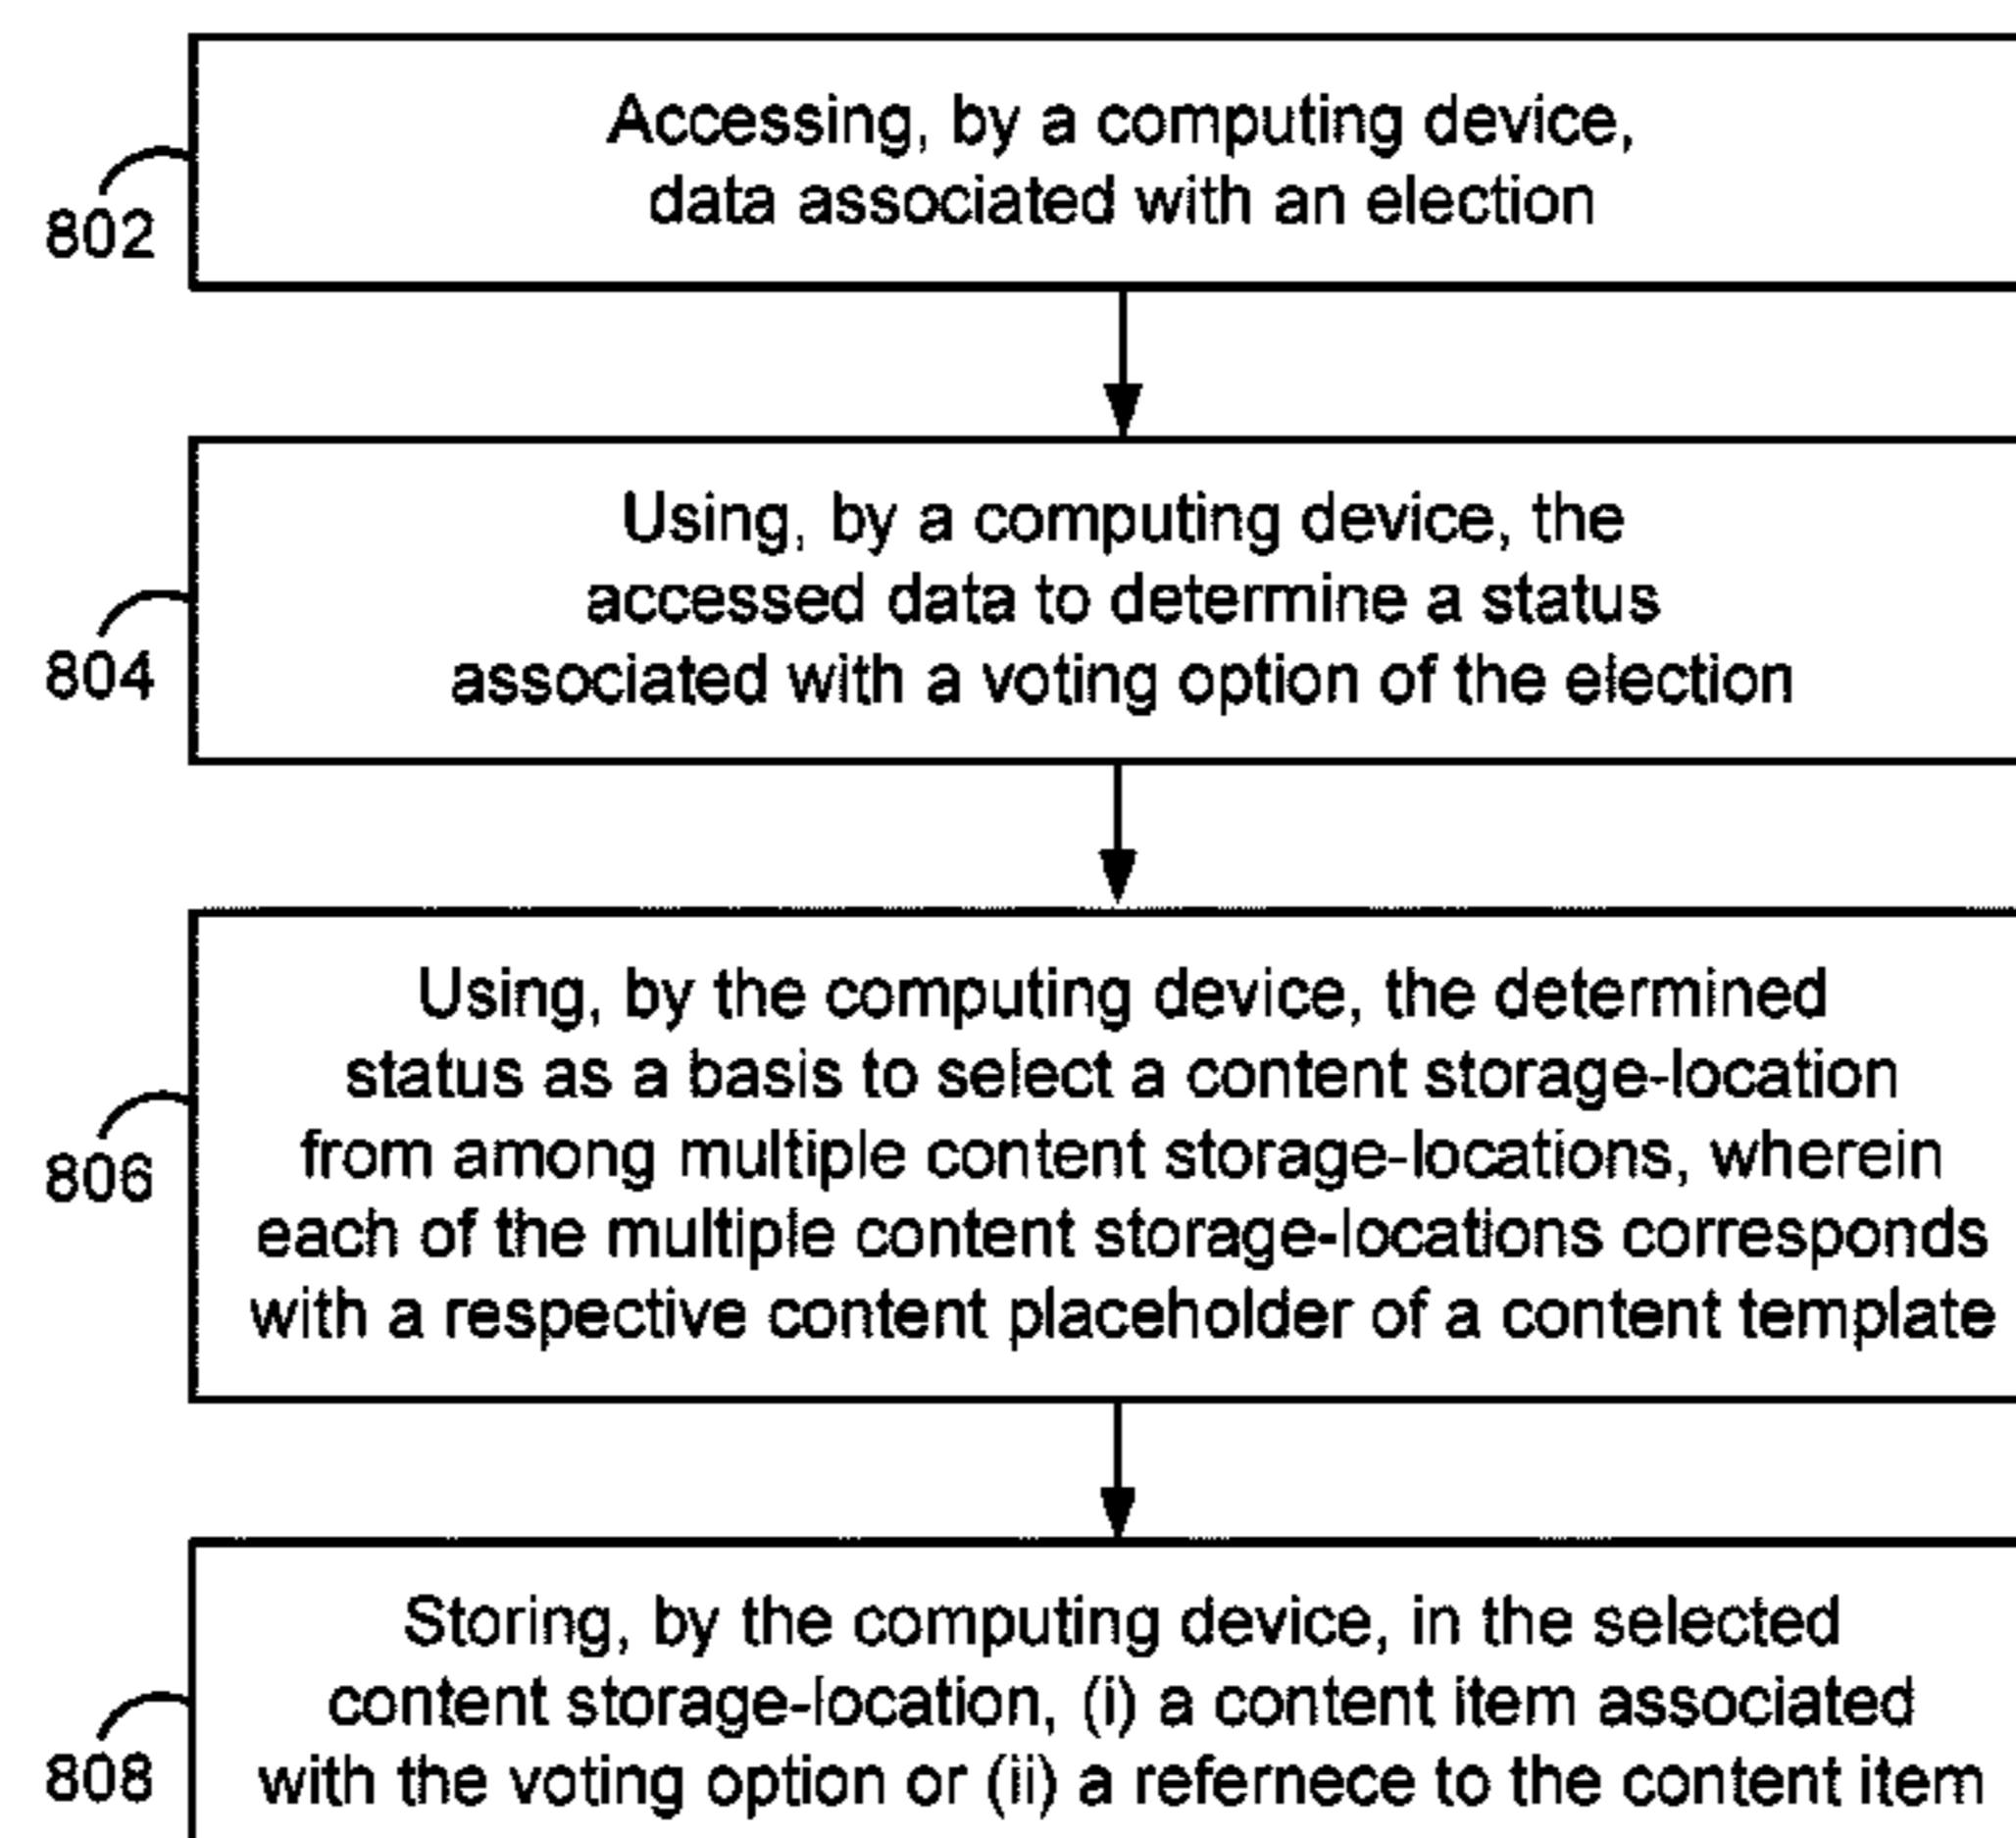 Accessing, by a computing device,
data associated with an election
802
Using, by a computing device, the
accessed data to determine a status
associated with a voting option of the election
804
Using, by the computing device, the determined
status as a basis to select a content storage-location
from among multiple content storage-locations, wherein
each of the multiple content storage-locations corresponds
with a respective content placeholder of a content template
806
Storing, by the computing device, in the selected
content storage-location, (i) a content item associated
with the voting option or (ii) a refernece to the content item
808